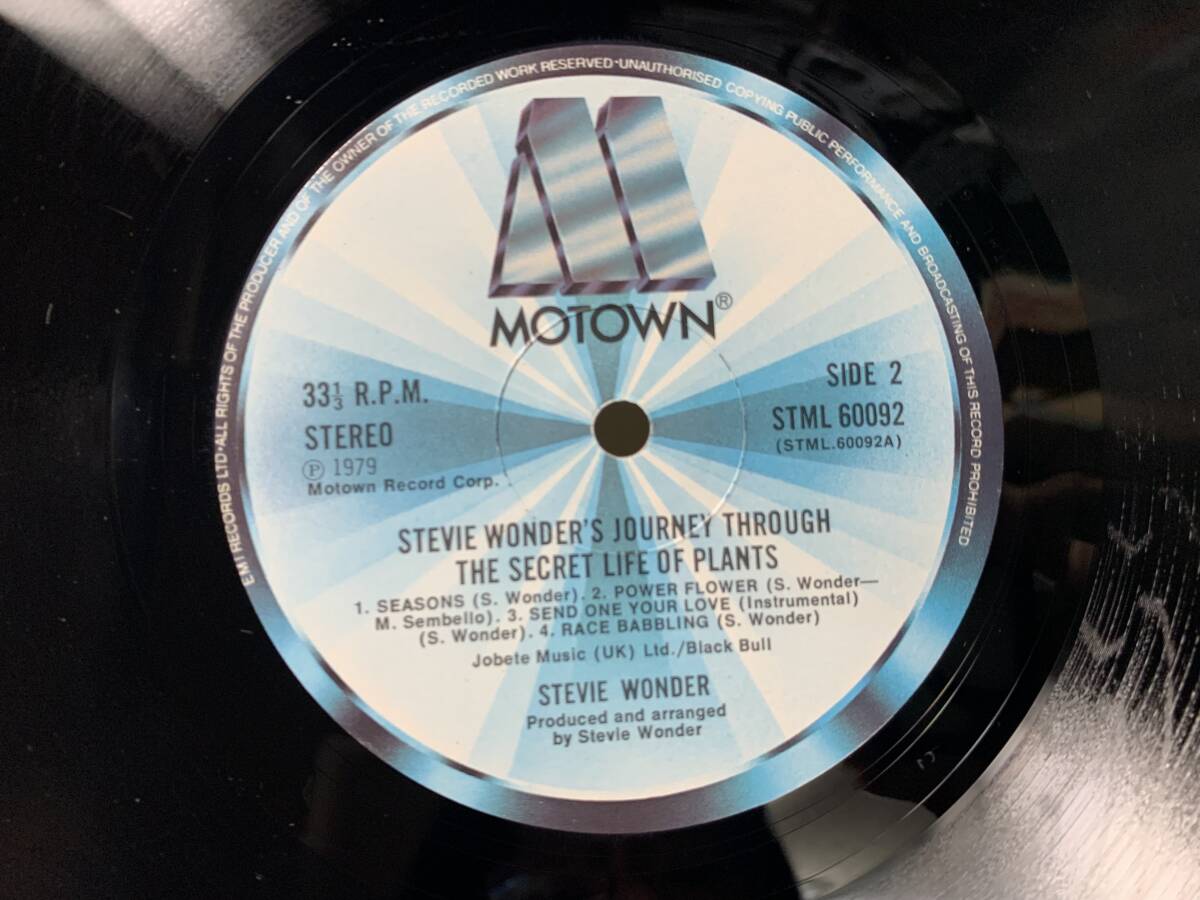 EMI RECORDS LTD·ALL RIGHTS OF THE PRODUCER AND OF THE OWNER OF THE RECORDED WORK RESERVED·UNAUTHORISED COPYING PUBLIC PERFORMANCE AND BROADCASTING OF THIS RECORD PROHIBITED
M
MOTOWN®
33⅓ R.P.M.
STEREO
Ⓟ 1979
Motown Record Corp.
SIDE 2
STML 60092
(STML.60092A)
STEVIE WONDER'S JOURNEY THROUGH
THE SECRET LIFE OF PLANTS
1. SEASONS (S. Wonder). 2. POWER FLOWER (S. Wonder—
M. Sembello). 3. SEND ONE YOUR LOVE (Instrumental)
(S. Wonder). 4. RACE BABBLING (S. Wonder)
Jobete Music (UK) Ltd./Black Bull
STEVIE WONDER
Produced and arranged
by Stevie Wonder